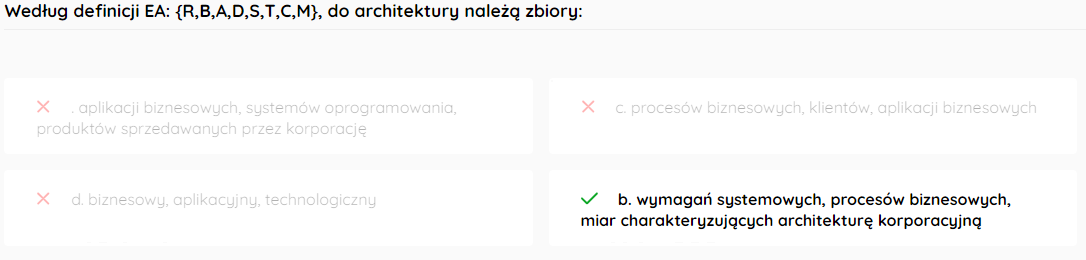 Według definicji EA: {R,B,A,D,S,T,C,M}, do architektury należą zbiory:
. aplikacji biznesowych, systemów oprogramowania,
produktów sprzedawanych przez korporację
c. procesów biznesowych, klientów, aplikacji biznesowych
d. biznesowy, aplikacyjny, technologiczny
b. wymagań systemowych, procesów biznesowych,
miar charakteryzujących architekturę korporacyjną